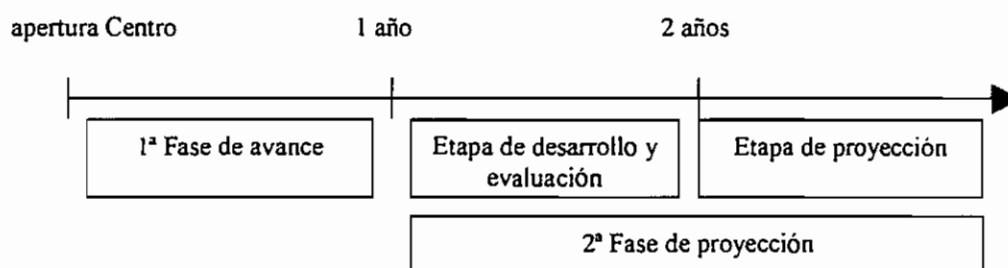 apertura Centro 1 año 2 años
1ª Fase de avance
Etapa de desarrollo y
evaluación
Etapa de proyección
2ª Fase de proyección